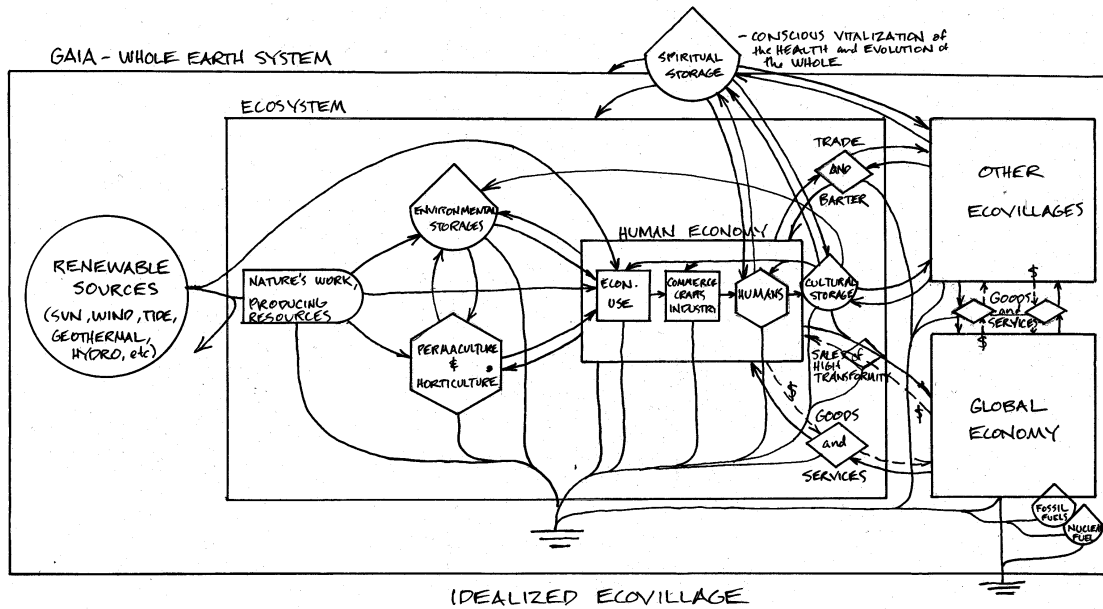 GAIA - WHOLE EARTH SYSTEM
SPIRITUAL
STORAGE
- CONSCIOUS VITALIZATION of
the HEALTH and EVOLUTION of
the WHOLE
ECOSYSTEM
RENEWABLE
SOURCES
(SUN, WIND, TIDE,
GEOTHERMAL,
HYDRO, etc)
NATURE'S WORK,
PRODUCING
RESOURCES
ENVIRONMENTAL
STORAGES
PERMACULTURE
&
HORTICULTURE
HUMAN ECONOMY
ECON.
USE
COMMERCE
CRAFTS
INDUSTRY
HUMANS
CULTURAL
STORAGE
TRADE
AND
BARTER
OTHER
ECOVILLAGES
$
$
GOODS
and
SERVICES
SALES of
HIGH
TRANSFORMITY
$
$
GOODS
and
SERVICES
GLOBAL
ECONOMY
FOSSIL
FUELS
NUCLEAR
FUEL
IDEALIZED ECOVILLAGE